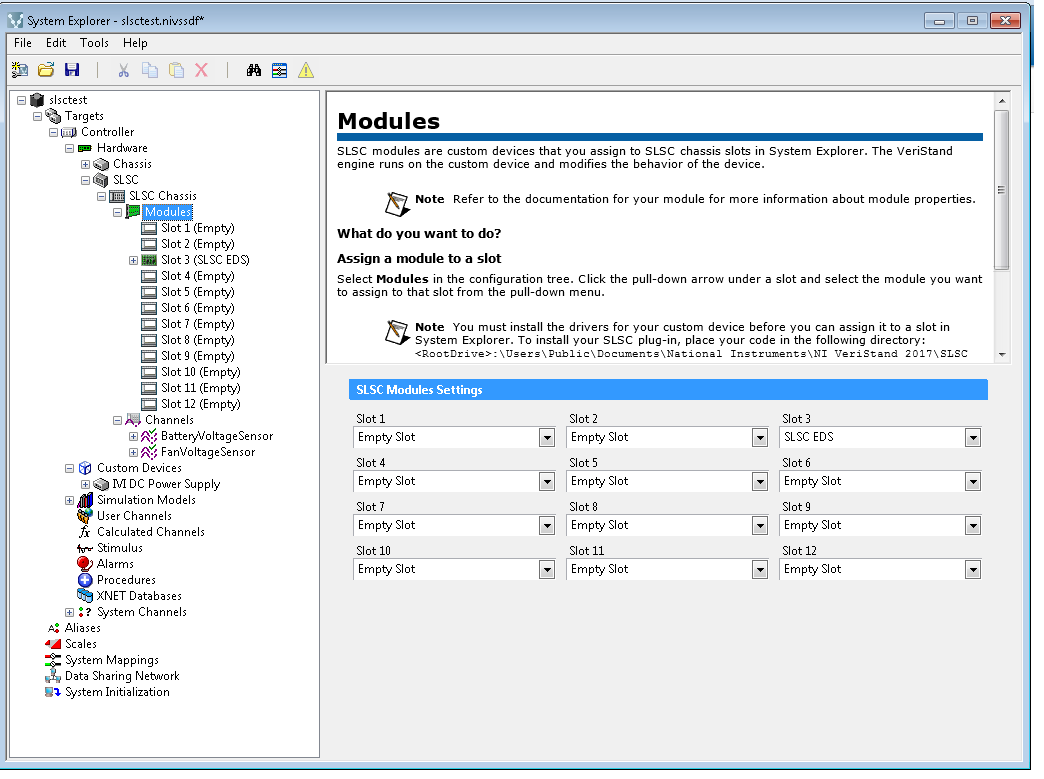 System Explorer - slsctest.nivssdf*
File Edit Tools Help
slsctest
Targets
Controller
Hardware
Chassis
SLSC
SLSC Chassis
Modules
Slot 1 (Empty)
Slot 2 (Empty)
Slot 3 (SLSC EDS)
Slot 4 (Empty)
Slot 5 (Empty)
Slot 6 (Empty)
Slot 7 (Empty)
Slot 8 (Empty)
Slot 9 (Empty)
Slot 10 (Empty)
Slot 11 (Empty)
Slot 12 (Empty)
Channels
BatteryVoltageSensor
FanVoltageSensor
Custom Devices
IVI DC Power Supply
Simulation Models
User Channels
Calculated Channels
Stimulus
Alarms
Procedures
XNET Databases
System Channels
Aliases
Scales
System Mappings
Data Sharing Network
System Initialization
Modules
SLSC modules are custom devices that you assign to SLSC chassis slots in System Explorer. The VeriStand
engine runs on the custom device and modifies the behavior of the device.
Note Refer to the documentation for your module for more information about module properties.
What do you want to do?
Assign a module to a slot
Select Modules in the configuration tree. Click the pull-down arrow under a slot and select the module you want
to assign to that slot from the pull-down menu.
Note You must install the drivers for your custom device before you can assign it to a slot in
System Explorer. To install your SLSC plug-in, place your code in the following directory:
<RootDrive>:\Users\Public\Documents\National Instruments\NI VeriStand 2017\SLSC
SLSC Modules Settings
Slot 1 Slot 2 Slot 3
Empty Slot Empty Slot SLSC EDS
Slot 4 Slot 5 Slot 6
Empty Slot Empty Slot Empty Slot
Slot 7 Slot 8 Slot 9
Empty Slot Empty Slot Empty Slot
Slot 10 Slot 11 Slot 12
Empty Slot Empty Slot Empty Slot